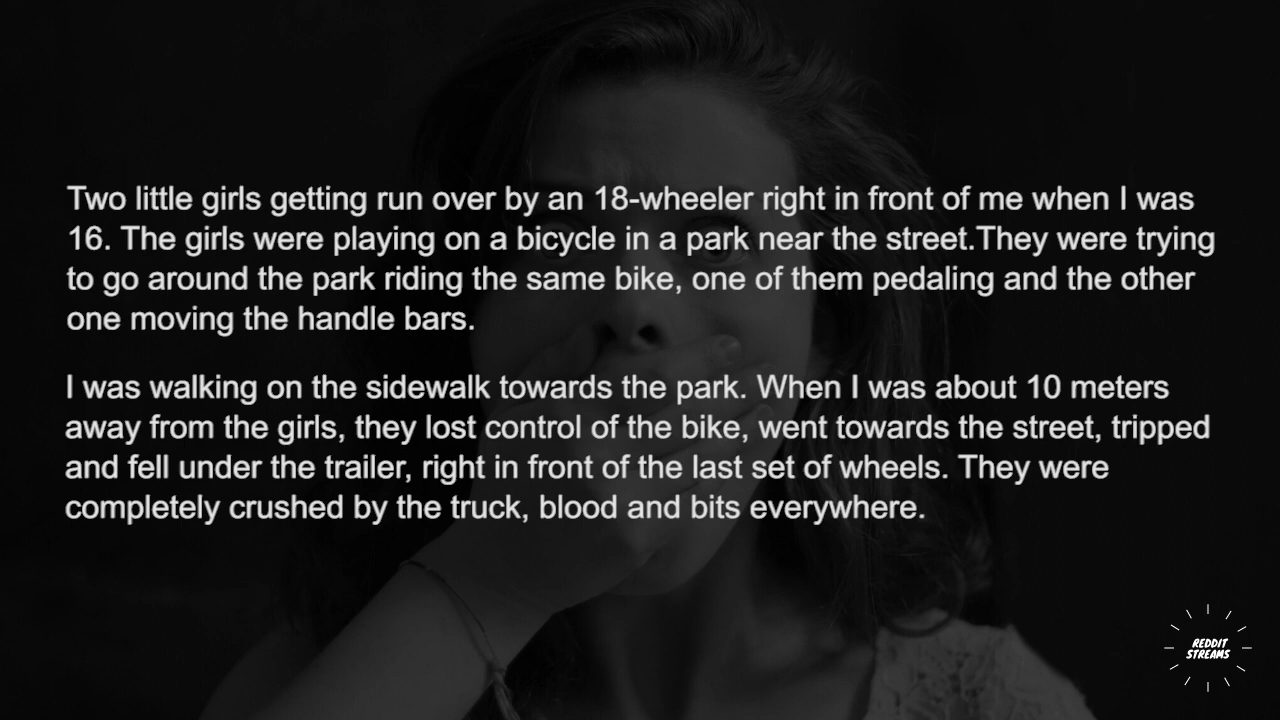 Two little girls getting run over by an 18-wheeler right in front of me when I was
16. The girls were playing on a bicycle in a park near the street.They were trying
to go around the park riding the same bike, one of them pedaling and the other
one moving the handle bars.
I was walking on the sidewalk towards the park. When I was about 10 meters
away from the girls, they lost control of the bike, went towards the street, tripped
and fell under the trailer, right in front of the last set of wheels. They were
completely crushed by the truck, blood and bits everywhere.
REDDIT
STREAMS